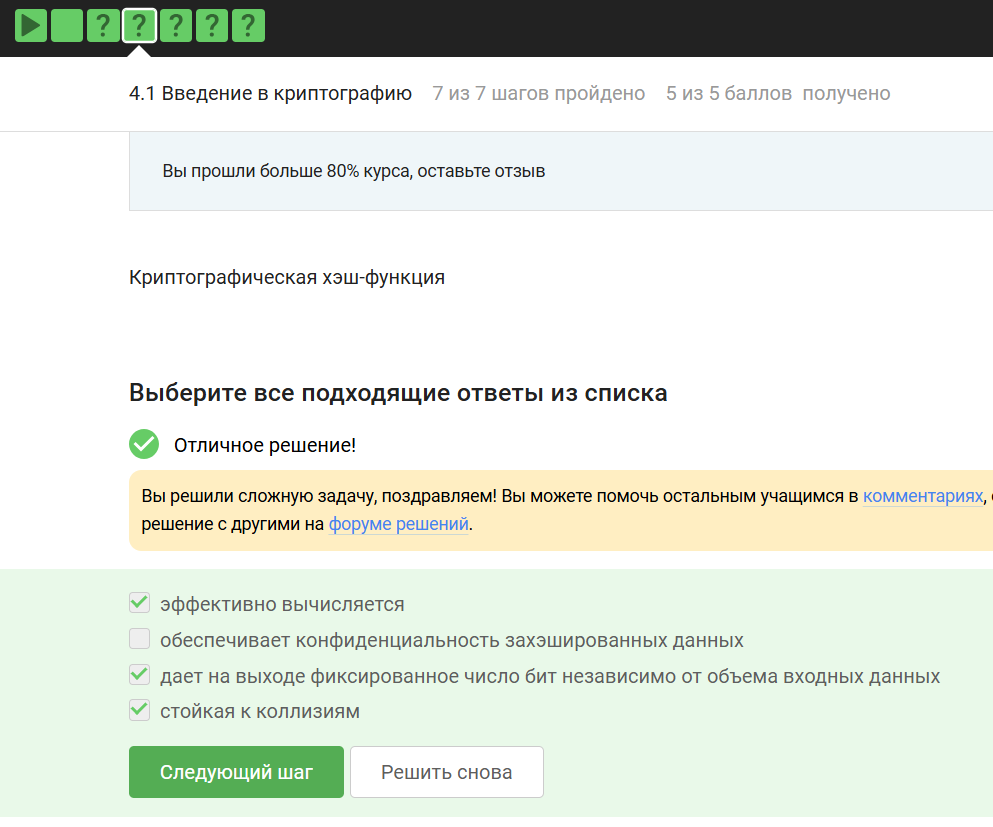 ? ? ? ? ?
4.1 Введение в криптографию 7 из 7 шагов пройдено 5 из 5 баллов получено
Вы прошли больше 80% курса, оставьте отзыв
Криптографическая хэш-функция
Выберите все подходящие ответы из списка
Отличное решение!
Вы решили сложную задачу, поздравляем! Вы можете помочь остальным учащимся в комментариях,
решение с другими на форуме решений.
эффективно вычисляется
обеспечивает конфиденциальность захэшированных данных
дает на выходе фиксированное число бит независимо от объема входных данных
стойкая к коллизиям
Следующий шаг Решить снова